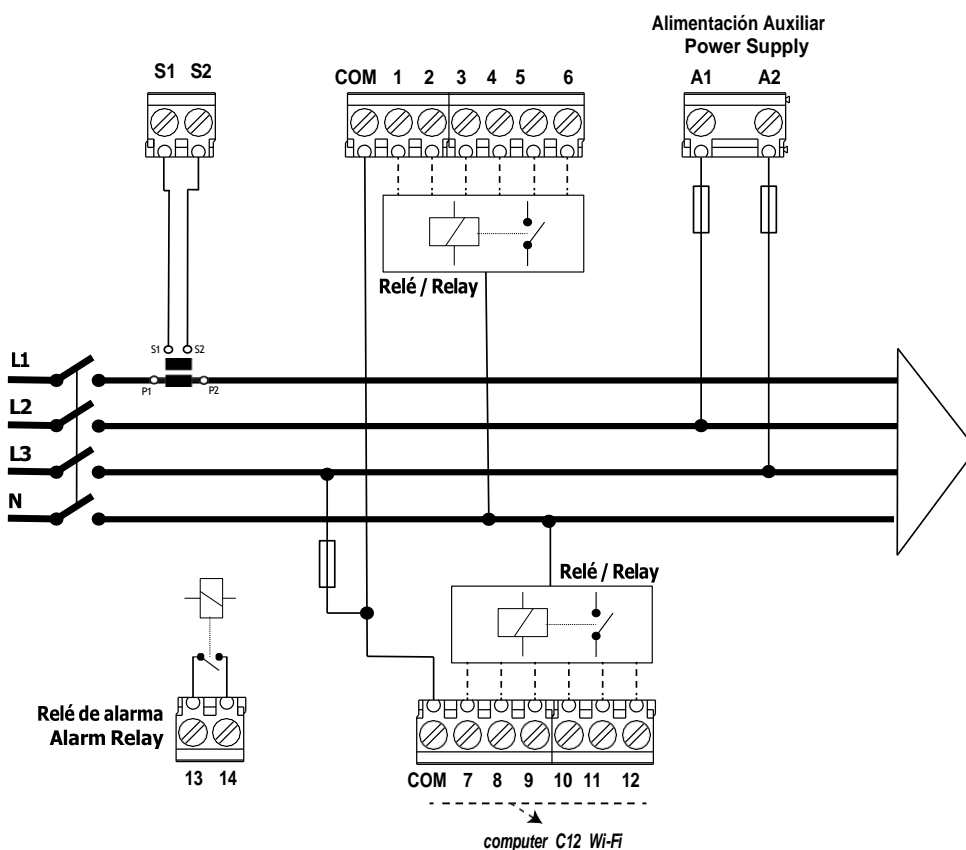 Alimentación Auxiliar
Power Supply
S1 S2
COM 1 2 3 4 5 6
A1 A2
Relé / Relay
S1 S2
L1
P1 P2
L2
L3
N
Relé / Relay
Relé de alarma
Alarm Relay
13 14
COM 7 8 9 10 11 12
computer C12 Wi-Fi